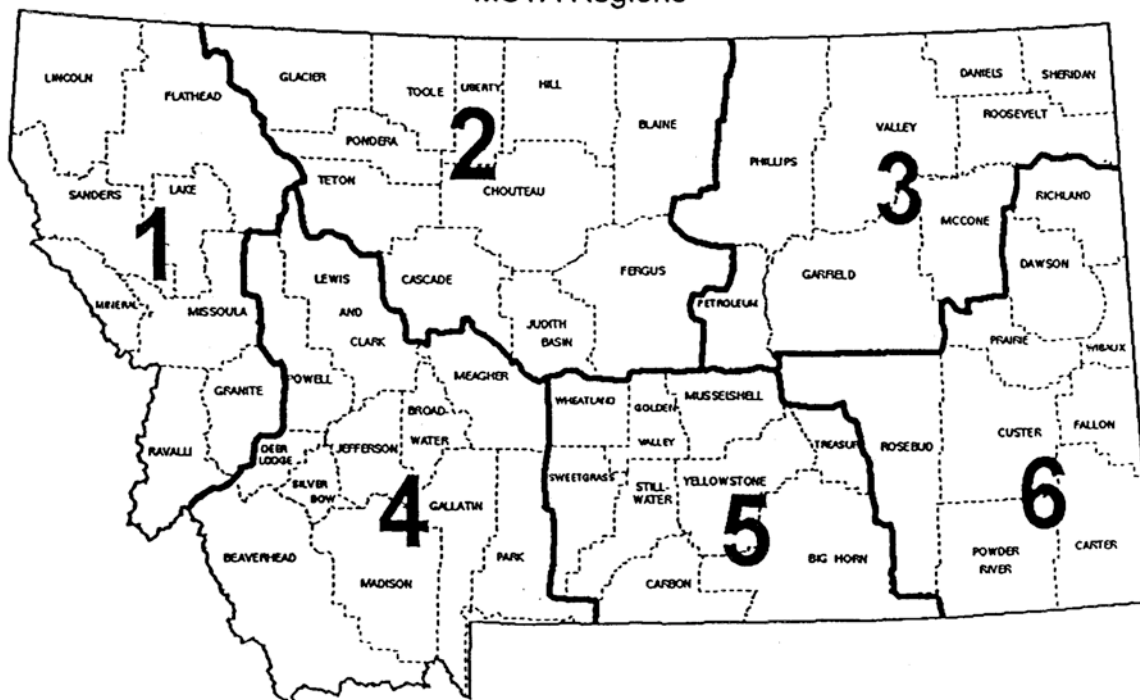 MCTA Regions
LINCOLN
FLATHEAD
GLACIER
TOOLE
LIBERTY
HILL
BLAINE
PHILLIPS
VALLEY
DANIELS
SHERIDAN
ROOSEVELT
PONDERA
TETON
CHOUTEAU
2
3
SANDERS
LAKE
1
MINERAL
MISSOULA
LEWIS
AND
CLARK
CASCADE
JUDITH
BASIN
FERGUS
PETROLEUM
GARFIELD
MCCONE
RICHLAND
DAWSON
PRAIRIE
WIBAUX
GRANITE
POWELL
RAVALLI
DEER
LODGE
SILVER
BOW
JEFFERSON
BROAD
WATER
MEAGHER
GALLATIN
4
BEAVERHEAD
MADISON
PARK
WHEATLAND
GOLDEN
VALLEY
MUSSELSHELL
SWEETGRASS
STILL
WATER
YELLOWSTONE
TREASUR
5
CARBON
BIG HORN
ROSEBUD
CUSTER
FALLON
6
POWDER
RIVER
CARTER